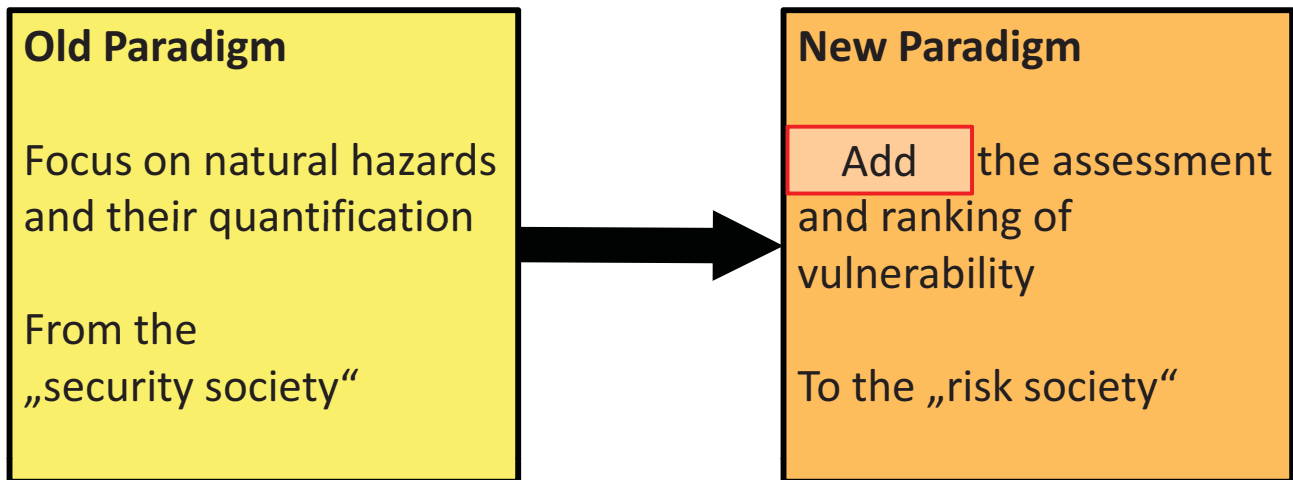 Old Paradigm
Focus on natural hazards
and their quantification
From the
„security society“
New Paradigm
Add the assessment
and ranking of
vulnerability
To the „risk society“